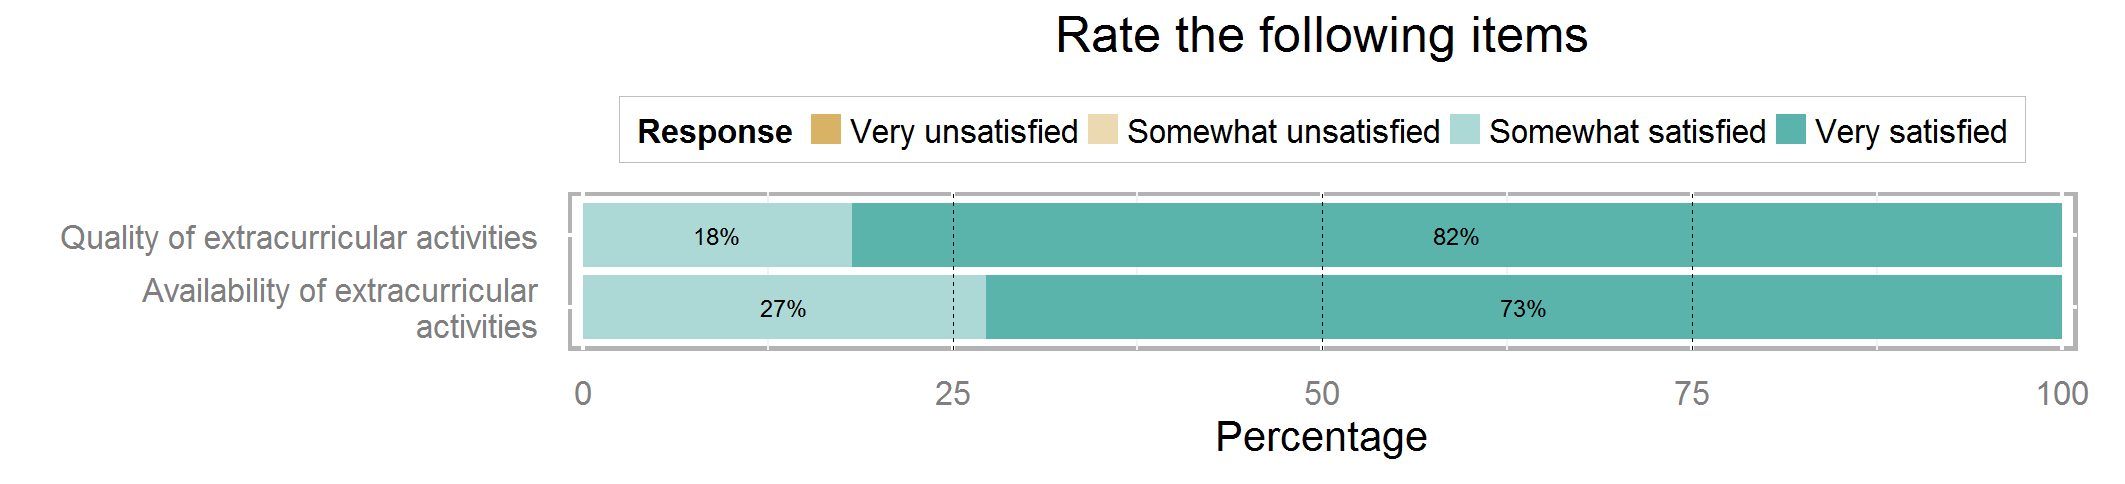 Rate the following items
Response Very unsatisfied Somewhat unsatisfied Somewhat satisfied Very satisfied
Quality of extracurricular activities 18% 82%
Availability of extracurricular
activities
27% 73%
0 25 50 75 100
Percentage